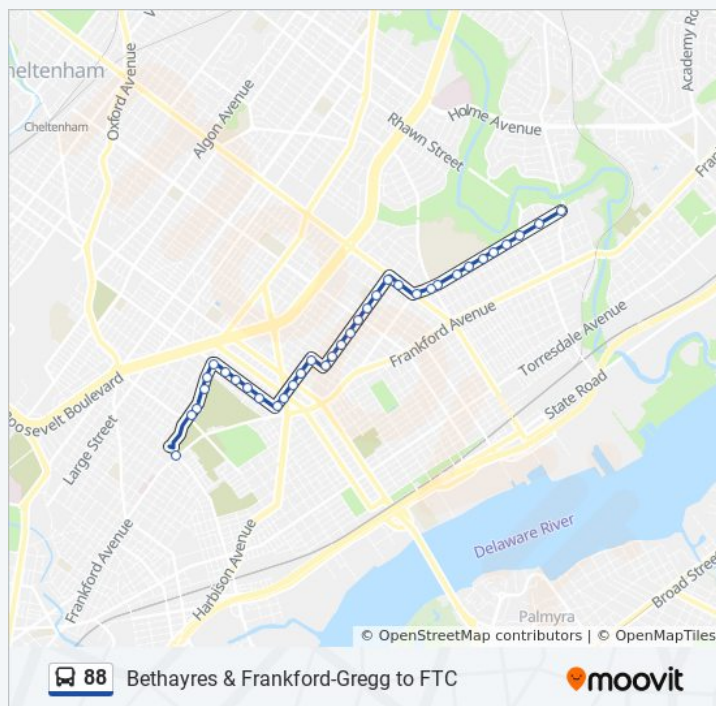 heltenham
Cheltenham
Oxford Avenue
Algon Avenue
Academy Ro
Holme Avenue
Rhawn Street
Fran
Frankford Avenue
Torresdale Avenue
State Road
Roosevelt Boulevard
Large Street
Frankford Avenue
Harbison Avenue
Delaware River
Broad Street
Palmyra
© OpenStreetMap contributors | © OpenMapTiles
88 Bethayres & Frankford-Gregg to FTC
moovit